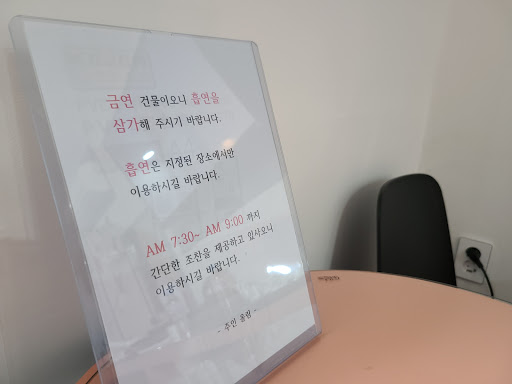 금연 건물이오니 흡연을
삼가해 주시기 바랍니다.
흡연은 지정된 장소에서만
이용하시길 바랍니다.
AM 7:30~ AM 9:00 까지
간단한 조찬을 제공하고 있사오니
이용하시길 바랍니다.
- 주인 올림 -